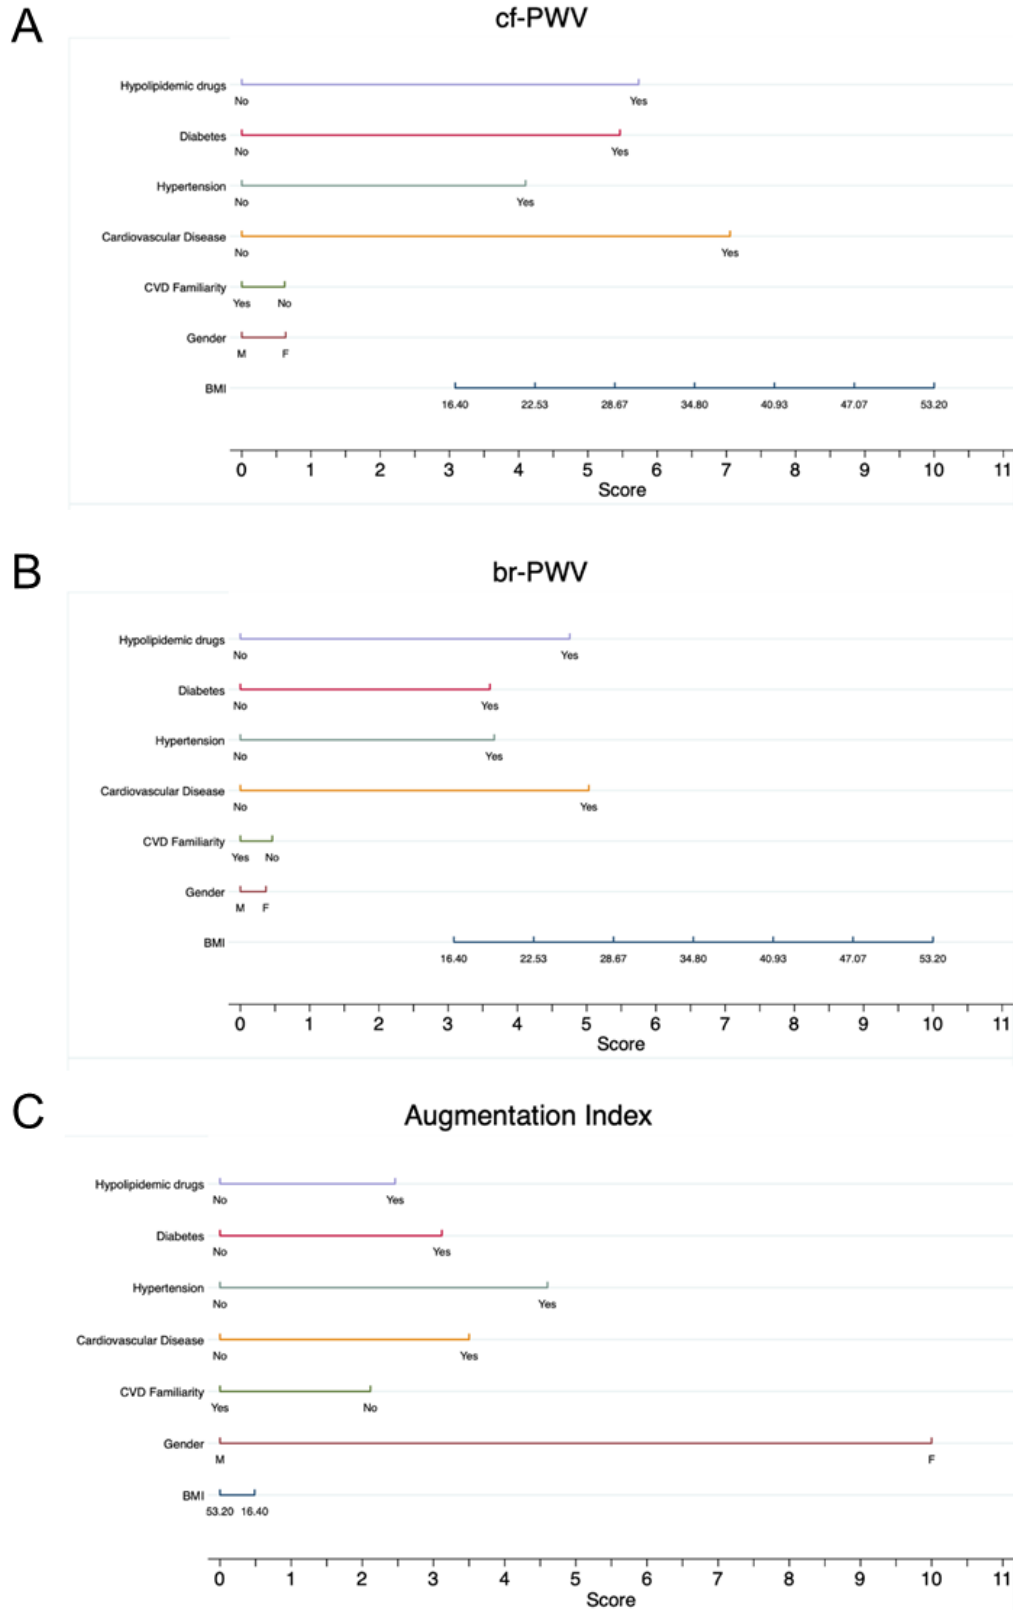 A
cf-PWV
Hypolipidemic drugs
No Yes
Diabetes
No Yes
Hypertension
No Yes
Cardiovascular Disease
No Yes
CVD Familiarity
Yes No
Gender
M F
BMI
16.40 22.53 28.67 34.80 40.93 47.07 53.20
0 1 2 3 4 5 6 7 8 9 10 11
Score
B
br-PWV
Hypolipidemic drugs
No Yes
Diabetes
No Yes
Hypertension
No Yes
Cardiovascular Disease
No Yes
CVD Familiarity
Yes No
Gender
M F
BMI
16.40 22.53 28.67 34.80 40.93 47.07 53.20
0 1 2 3 4 5 6 7 8 9 10 11
Score
C
Augmentation Index
Hypolipidemic drugs
No Yes
Diabetes
No Yes
Hypertension
No Yes
Cardiovascular Disease
No Yes
CVD Familiarity
Yes No
Gender
M F
BMI
53.20 16.40
0 1 2 3 4 5 6 7 8 9 10 11
Score